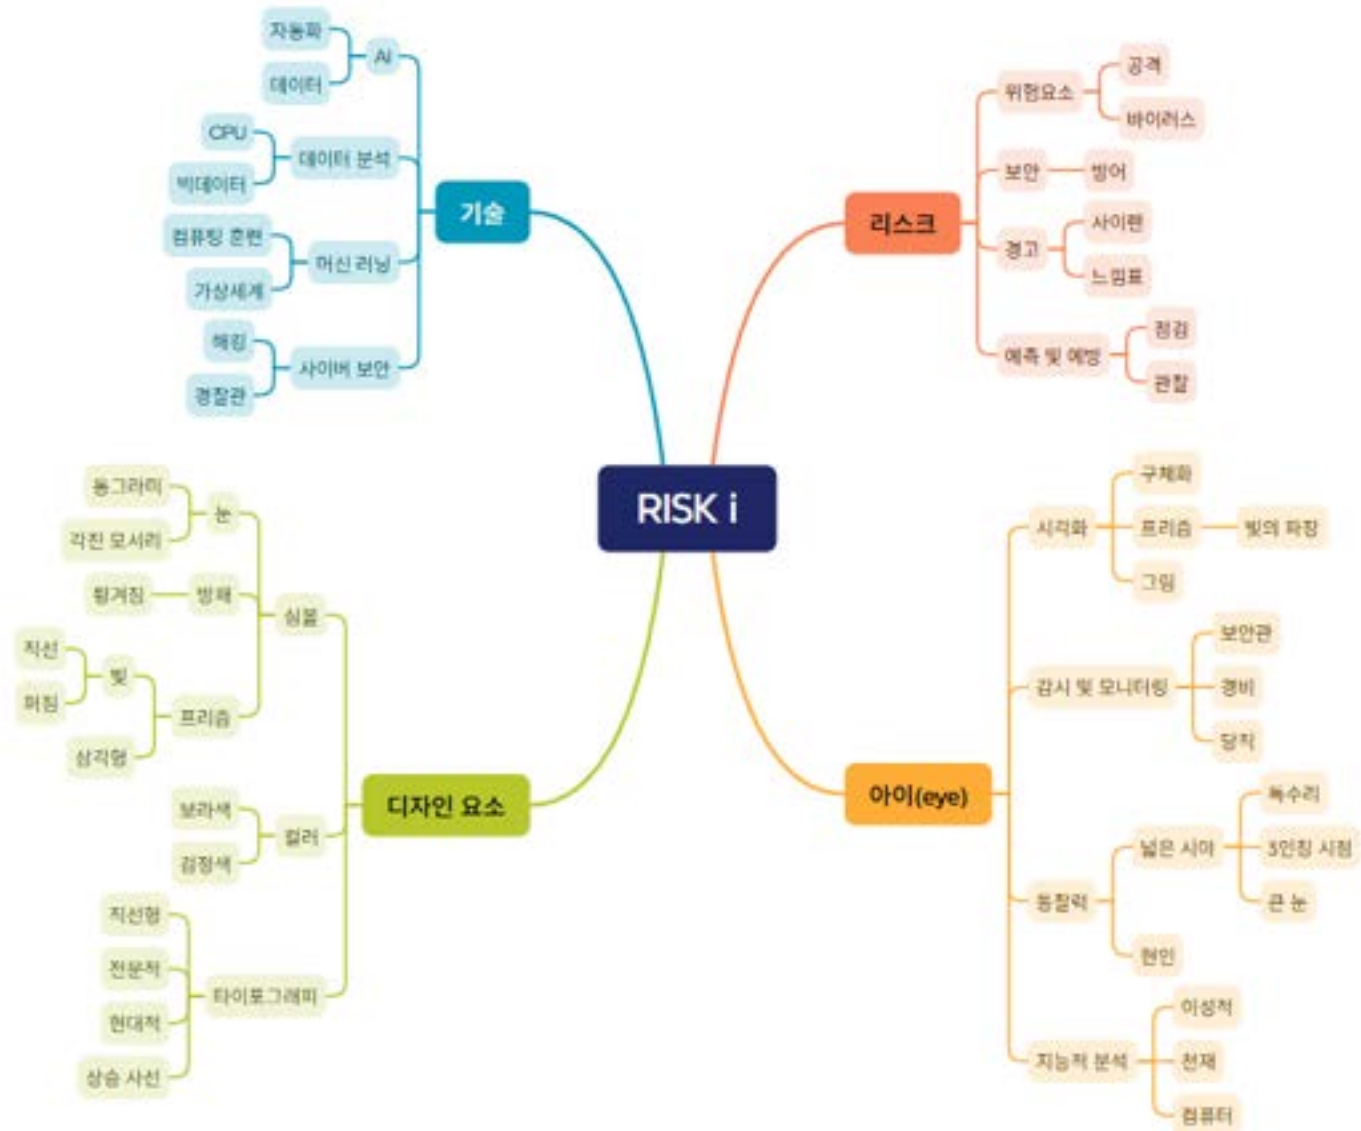 RISK i
기술
AI
자동화
데이터
데이터 분석
CPU
빅데이터
머신 러닝
컴퓨팅 훈련
가상세계
사이버 보안
해킹
경찰관
리스크
위험요소
공격
바이러스
보안
방어
경고
사이렌
느낌표
예측 및 예방
점검
관찰
디자인 요소
심볼
눈
동그라미
각진 모서리
방패
튕겨짐
프리즘
빛
직선
퍼짐
삼각형
컬러
보라색
검정색
타이포그래피
직선형
전문적
현대적
상승 사선
아이(eye)
시각화
구체화
프리즘
빛의 파장
그림
감시 및 모니터링
보안관
경비
당직
통찰력
넓은 시야
독수리
3인칭 시점
큰 눈
현인
지능적 분석
이성적
천재
컴퓨터